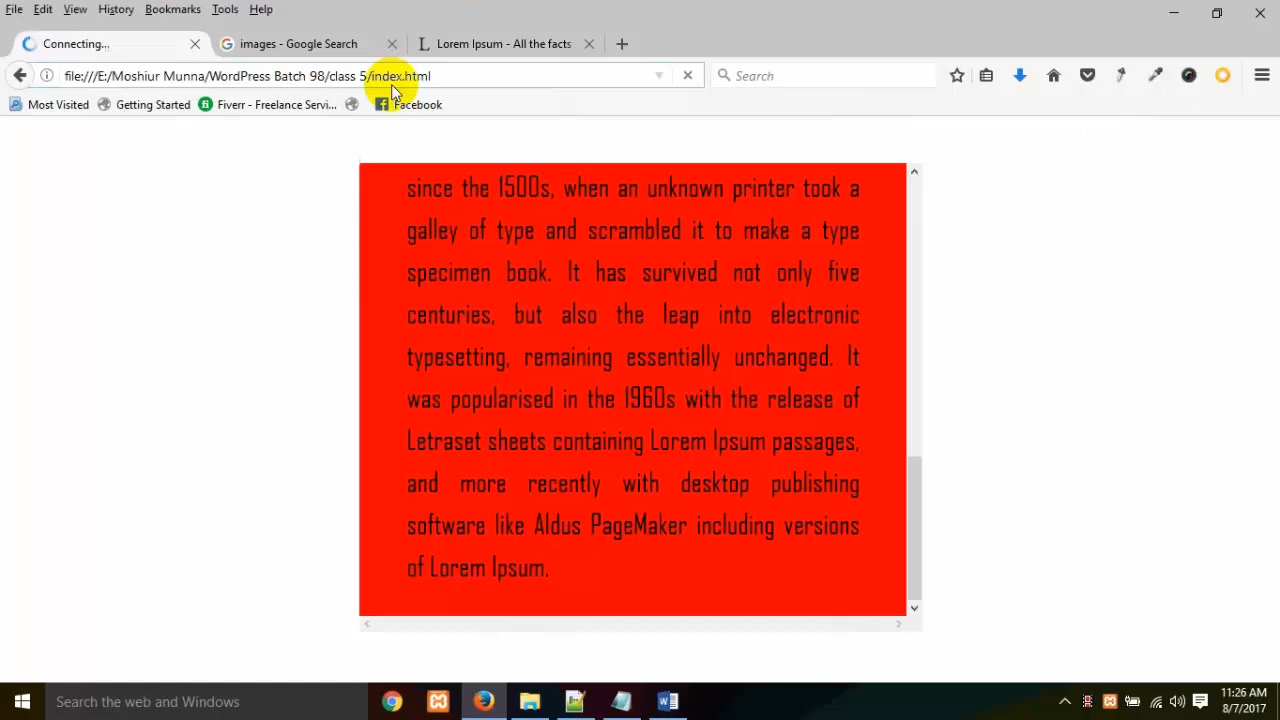 File Edit View History Bookmarks Tools Help
Connecting... images - Google Search Lorem Ipsum - All the facts
file:///E:/Moshiur Munna/WordPress Batch 98/class 5/index.html Search
Most Visited Getting Started Fiverr - Freelance Servi... Facebook
since the 1500s, when an unknown printer took a
galley of type and scrambled it to make a type
specimen book. It has survived not only five
centuries, but also the leap into electronic
typesetting, remaining essentially unchanged. It
was popularised in the 1960s with the release of
Letraset sheets containing Lorem Ipsum passages,
and more recently with desktop publishing
software like Aldus PageMaker including versions
of Lorem Ipsum.
Search the web and Windows
11:26 AM
8/7/2017